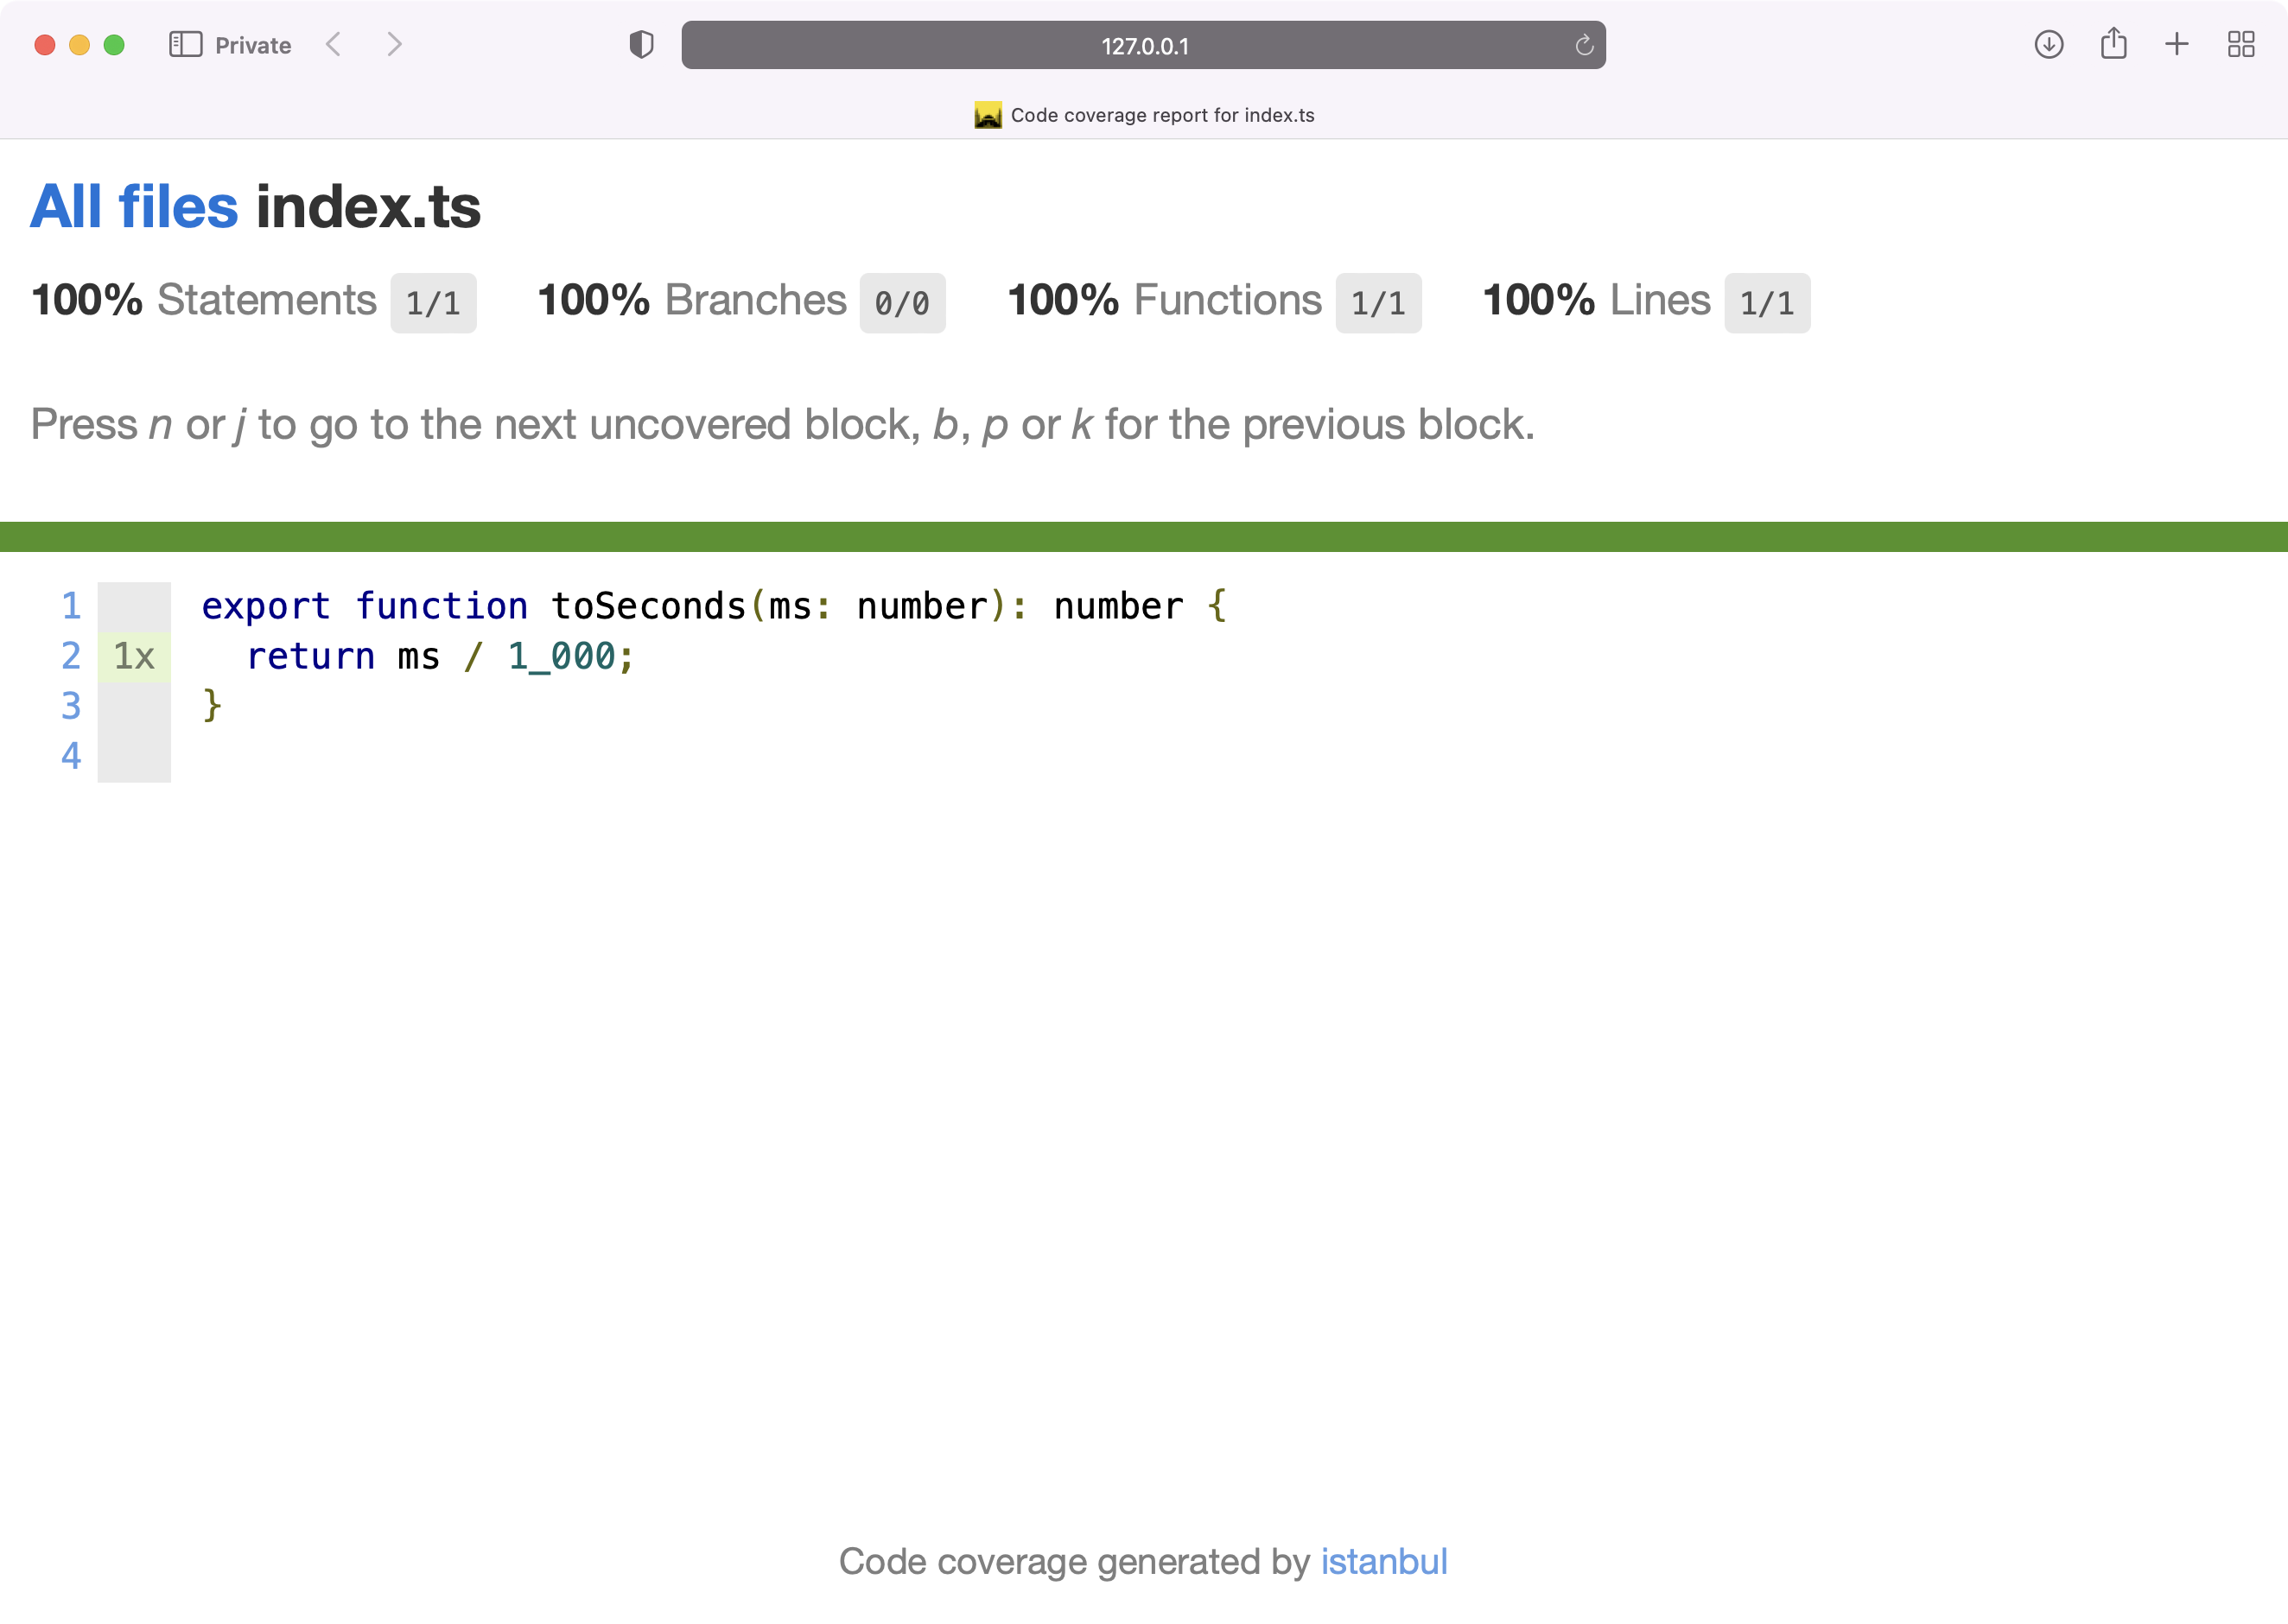 Private
127.0.0.1
Code coverage report for index.ts
All files index.ts
100% Statements 1/1 100% Branches 0/0 100% Functions 1/1 100% Lines 1/1
Press n or j to go to the next uncovered block, b, p or k for the previous block.
1 export function toSeconds(ms: number): number {
2 1x return ms / 1_000;
3 }
4
Code coverage generated by istanbul